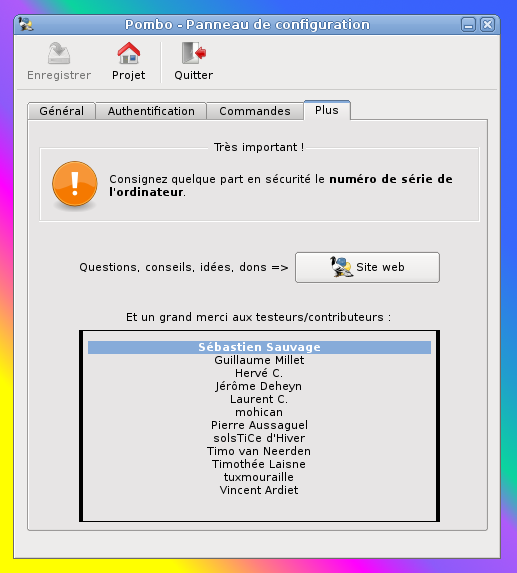 Pombo - Panneau de configuration
Enregistrer Projet Quitter
Général Authentification Commandes Plus
Très important !
Consignez quelque part en sécurité le numéro de série de
l'ordinateur.
Questions, conseils, idées, dons => Site web
Et un grand merci aux testeurs/contributeurs :
Sébastien Sauvage
Guillaume Millet
Hervé C.
Jérôme Deheyn
Laurent C.
mohican
Pierre Aussaguel
solsTiCe d'Hiver
Timo van Neerden
Timothée Laisne
tuxmouraille
Vincent Ardiet